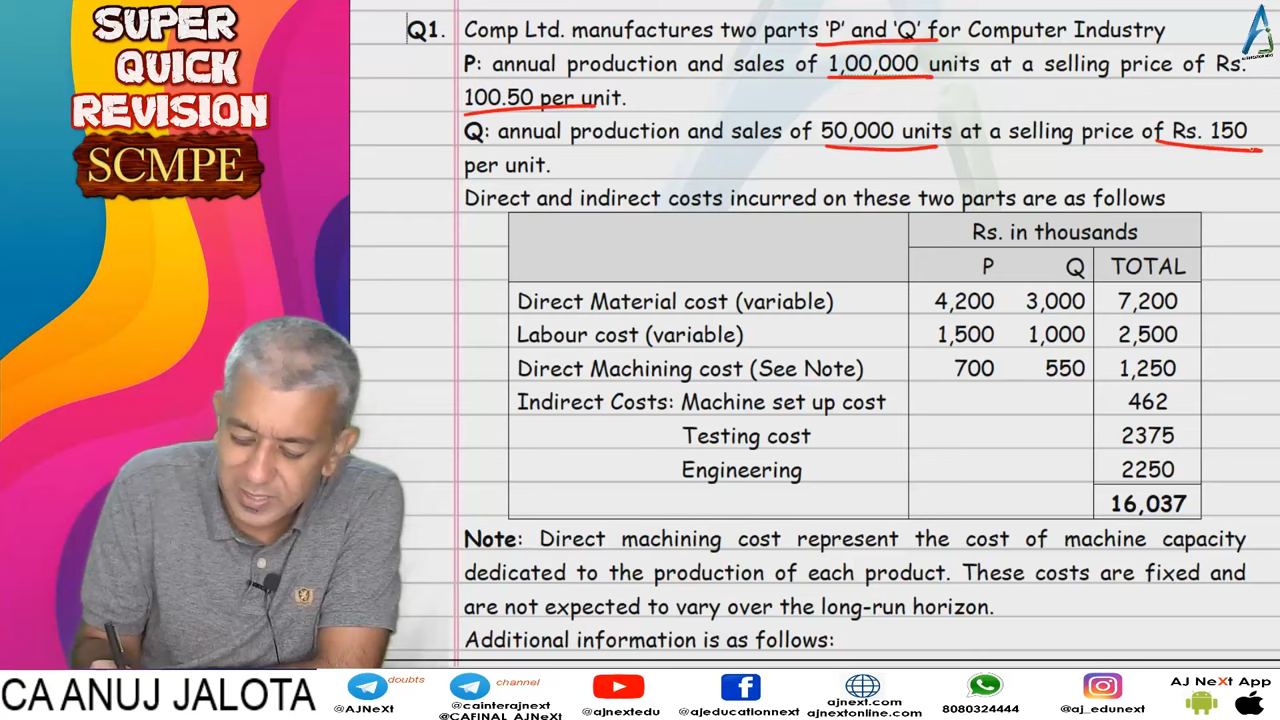 SUPER
QUICK
REVISION
SCMPE
Q1. Comp Ltd. manufactures two parts ‘P’ and ‘Q’ for Computer Industry
P: annual production and sales of 1,00,000 units at a selling price of Rs.
100.50 per unit.
Q: annual production and sales of 50,000 units at a selling price of Rs. 150
per unit.
Direct and indirect costs incurred on these two parts are as follows
Rs. in thousands
P Q TOTAL
Direct Material cost (variable) 4,200 3,000 7,200
Labour cost (variable) 1,500 1,000 2,500
Direct Machining cost (See Note) 700 550 1,250
Indirect Costs: Machine set up cost 462
Testing cost 2375
Engineering 2250
16,037
Note: Direct machining cost represent the cost of machine capacity
dedicated to the production of each product. These costs are fixed and
are not expected to vary over the long-run horizon.
Additional information is as follows:
CA ANUJ JALOTA
doubts
@AJNeXt
channel
@cainterajnext
@CAFINAL_AJNeXt
@ajnextedu
@ajeducationnext
ajnext.com
ajnextonline.com
8080324444
@aj_edunext
AJ NeXt App